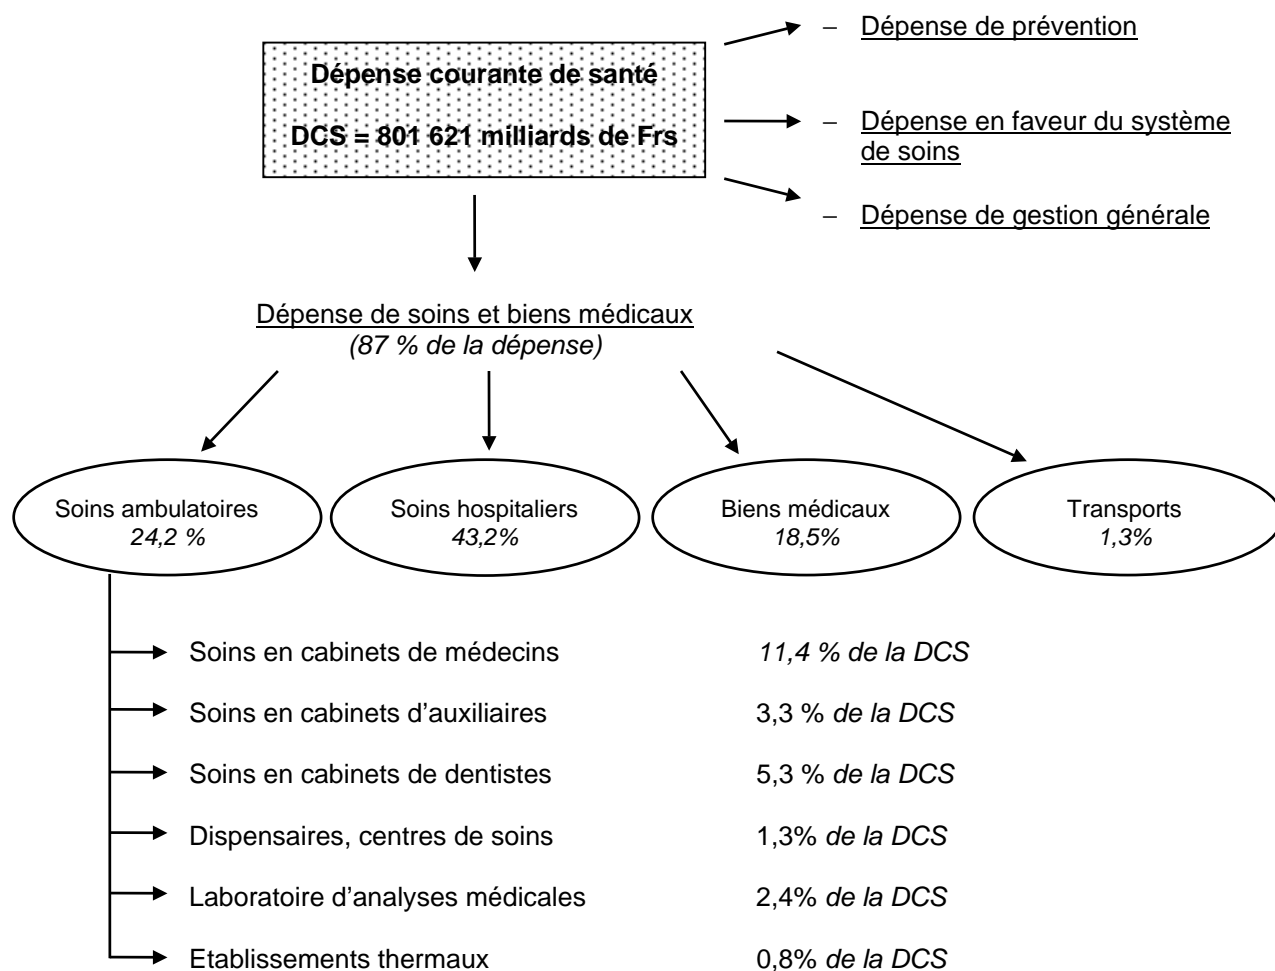 – Dépense de prévention
Dépense courante de santé
DCS = 801 621 milliards de Frs
– Dépense en faveur du système
de soins
– Dépense de gestion générale
Dépense de soins et biens médicaux
(87 % de la dépense)
Soins ambulatoires
24,2 %
Soins hospitaliers
43,2%
Biens médicaux
18,5%
Transports
1,3%
Soins en cabinets de médecins 11,4 % de la DCS
Soins en cabinets d’auxiliaires 3,3 % de la DCS
Soins en cabinets de dentistes 5,3 % de la DCS
Dispensaires, centres de soins 1,3% de la DCS
Laboratoire d’analyses médicales 2,4% de la DCS
Etablissements thermaux 0,8% de la DCS